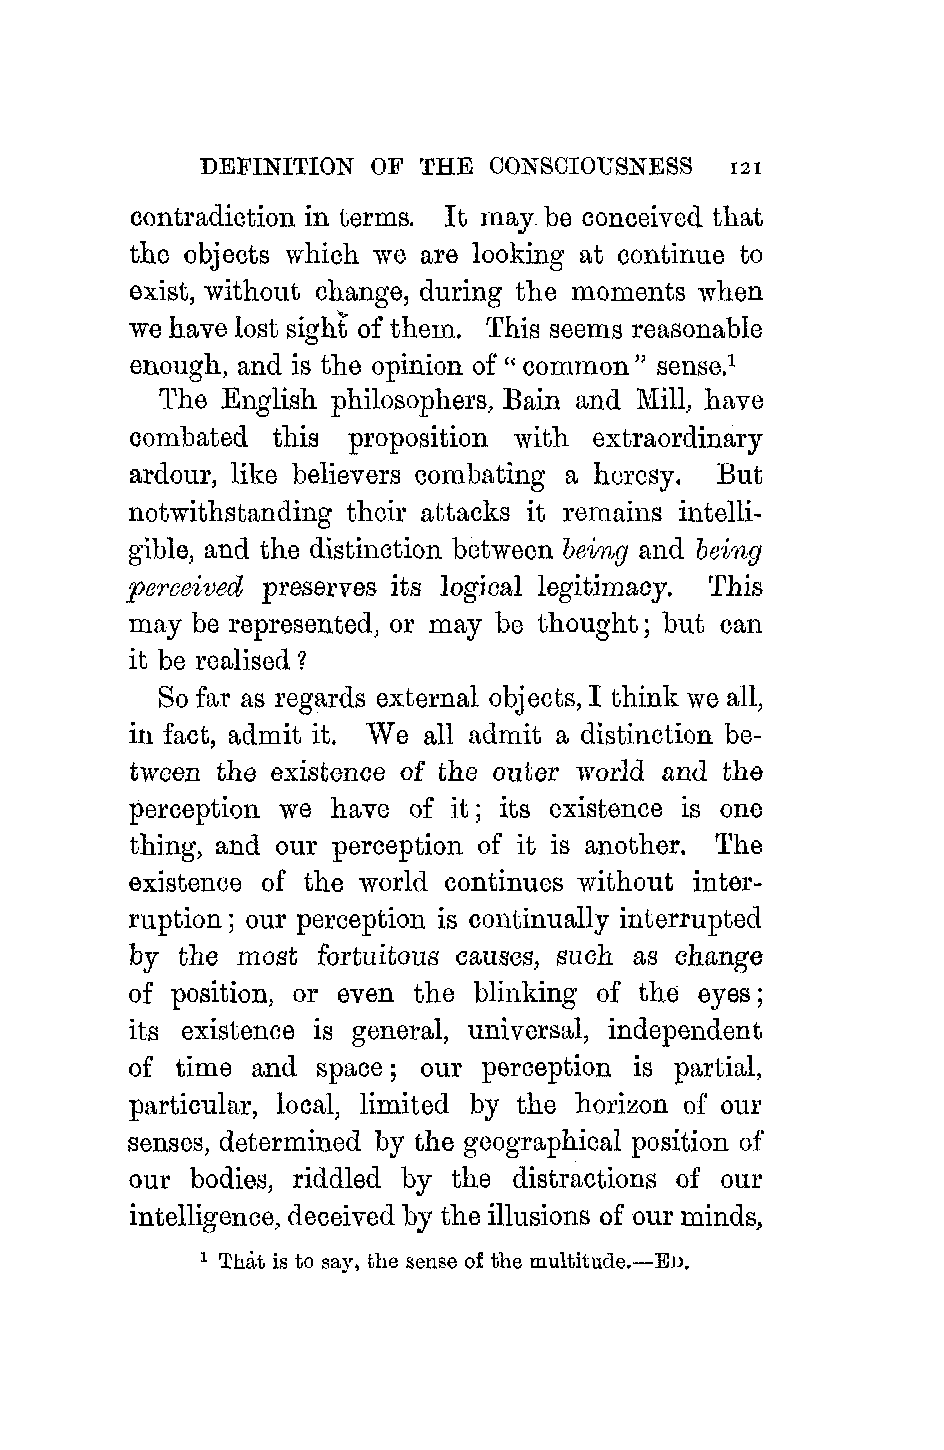 DEFINITION OF THE CONSCIOUSNESS 121
contradiction in terms. It may be conceived that
the objects which we are looking at continue to
exist, without change, during the moments when
we have lost sight of them. This seems reasonable
enough, and is the opinion of “common” sense.¹
The English philosophers, Bain and Mill, have
combated this proposition with extraordinary
ardour, like believers combating a heresy. But
notwithstanding their attacks it remains intelli-
gible, and the distinction between being and being
perceived preserves its logical legitimacy. This
may be represented, or may be thought; but can
it be realised?
So far as regards external objects, I think we all,
in fact, admit it. We all admit a distinction be-
tween the existence of the outer world and the
perception we have of it; its existence is one
thing, and our perception of it is another. The
existence of the world continues without inter-
ruption; our perception is continually interrupted
by the most fortuitous causes, such as change
of position, or even the blinking of the eyes;
its existence is general, universal, independent
of time and space; our perception is partial,
particular, local, limited by the horizon of our
senses, determined by the geographical position of
our bodies, riddled by the distractions of our
intelligence, deceived by the illusions of our minds,
¹ That is to say, the sense of the multitude.—ED.